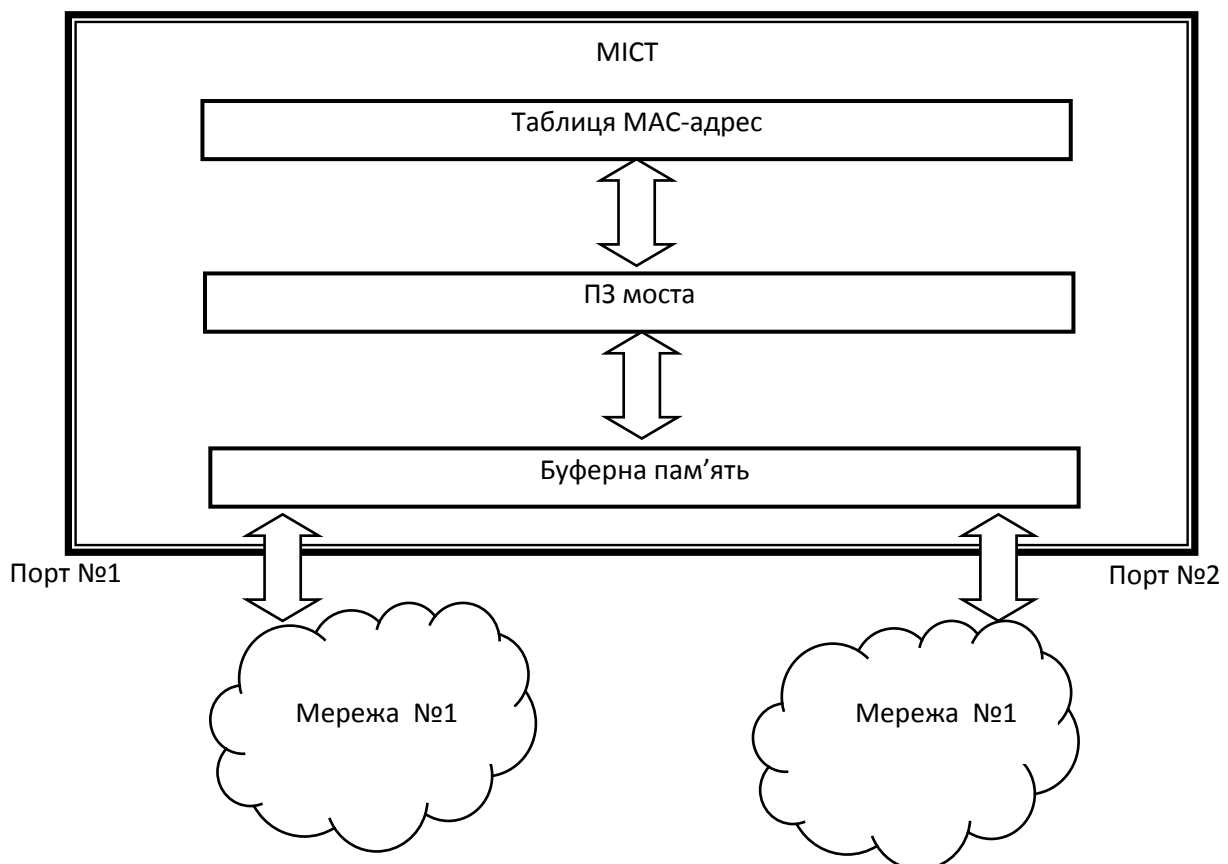 МІСТ
Таблиця МАС-адрес
ПЗ моста
Буферна пам’ять
Порт №1
Порт №2
Мережа №1
Мережа №1